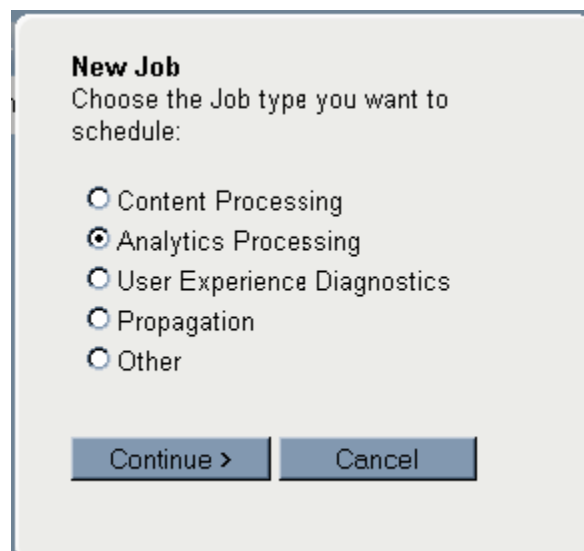 New Job
Choose the Job type you want to
schedule:
Content Processing
Analytics Processing
User Experience Diagnostics
Propagation
Other
Continue >
Cancel